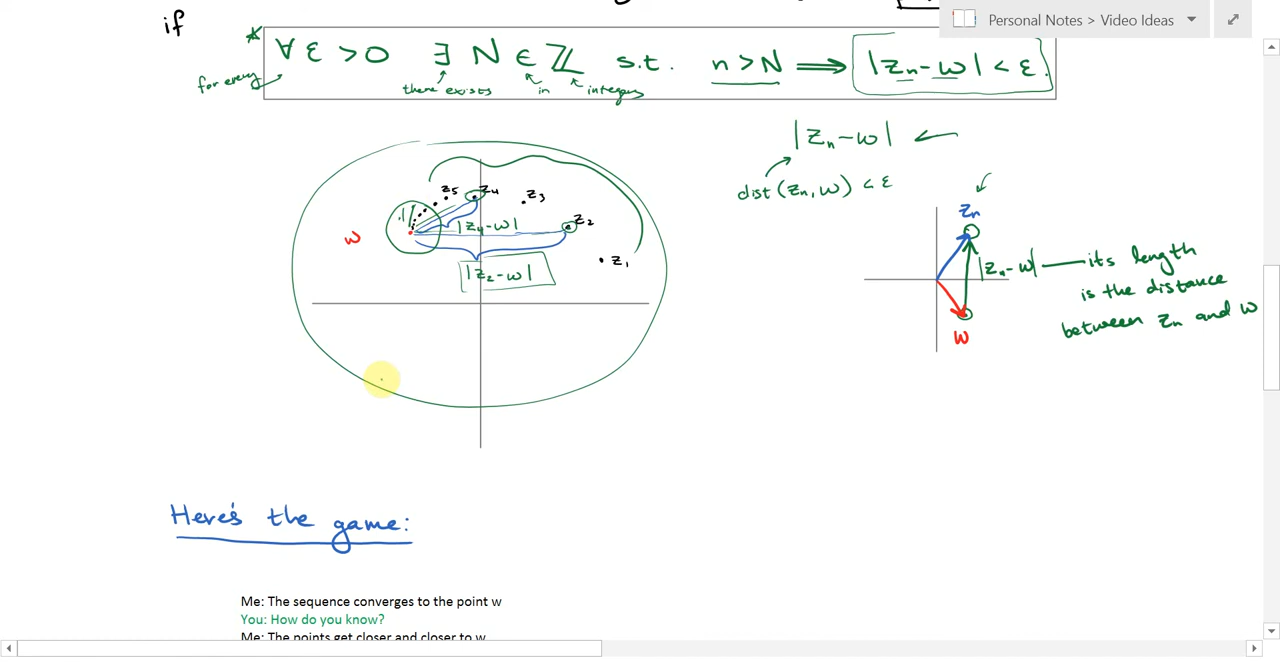 Personal Notes > Video Ideas
if
* ∀ ε > 0 ∃ N ∈ ℤ s.t. n > N ⟹ |zn - w| < ε.
for every there exists in integers
|zn - w| ←
dist (zn, w) < ε
z5 z4 z3
.1 |z4 - w| z2
w
|z2 - w| z1
zn
|zn - w| — its length
is the distance
between zn and w
w
Here's the game:
Me: The sequence converges to the point w
You: How do you know?
Me: The points get closer and closer to w